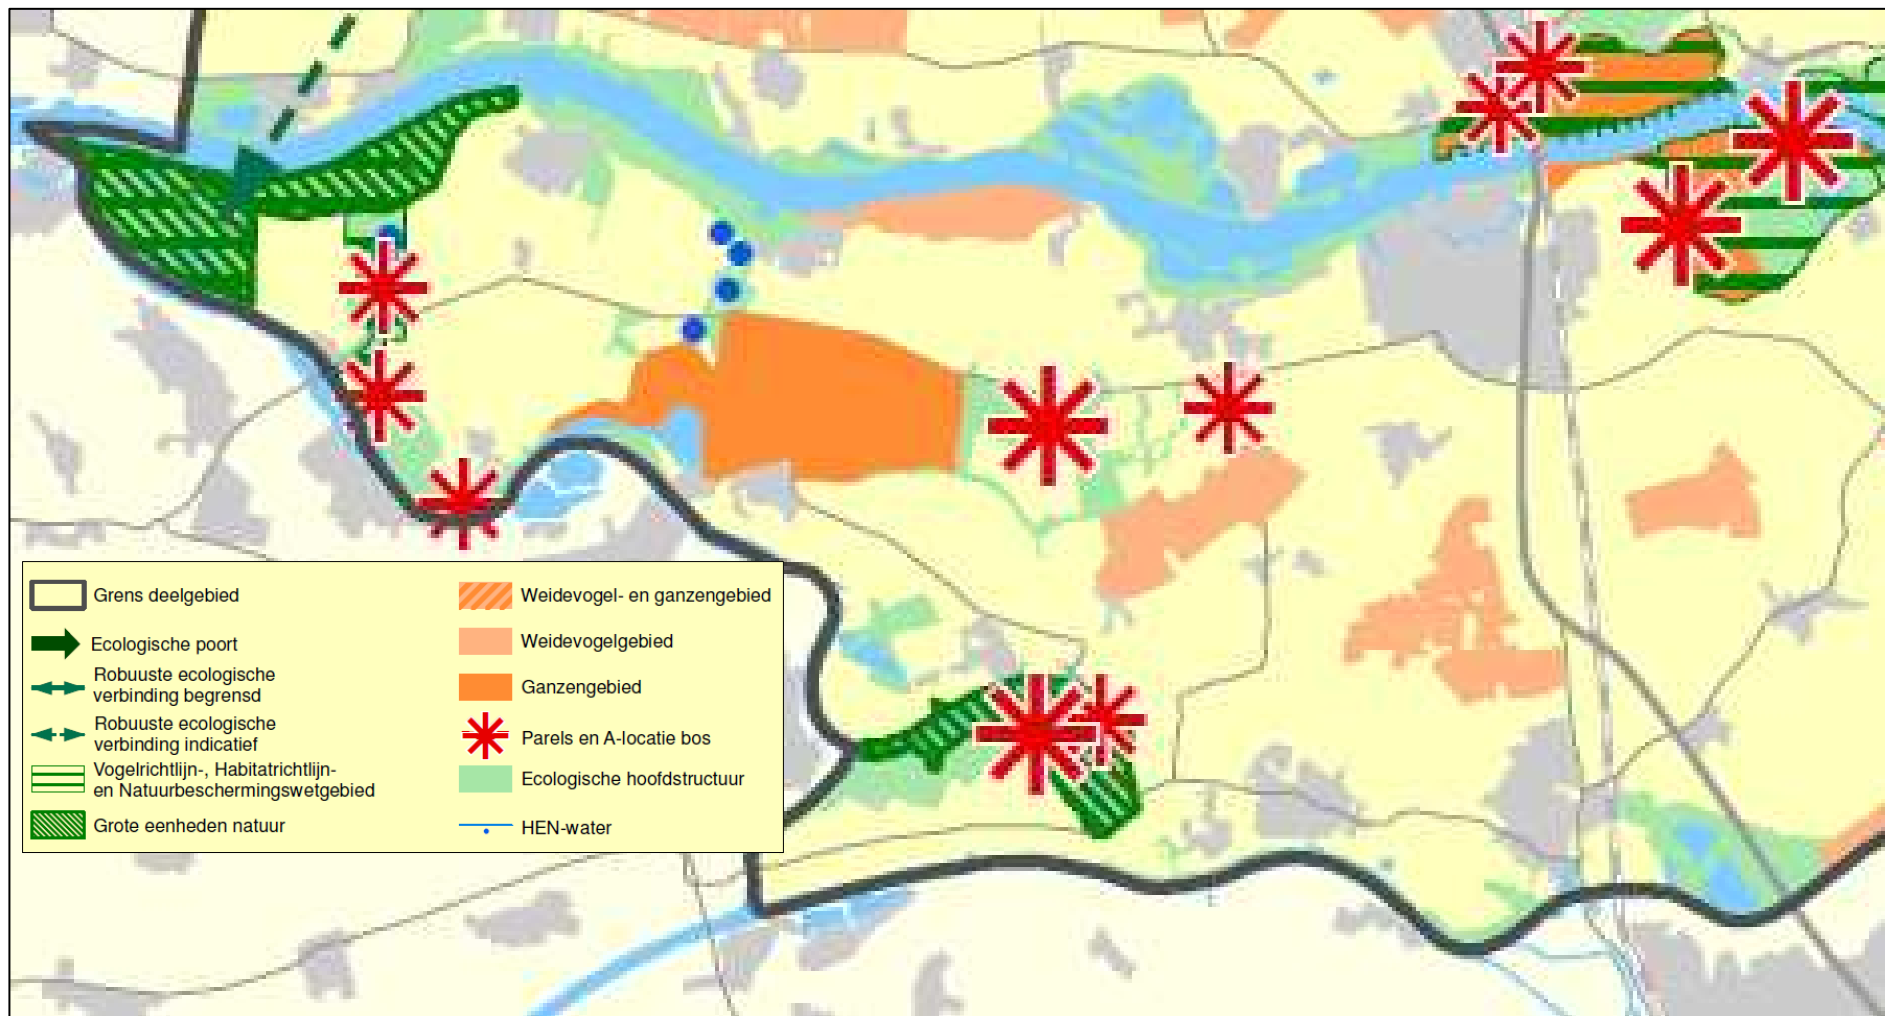 Grens deelgebied
Ecologische poort
Robuuste ecologische
verbinding begrensd
Robuuste ecologische
verbinding indicatief
Vogelrichtlijn-, Habitatrichtlijn-
en Natuurbeschermingswetgebied
Grote eenheden natuur
Weidevogel- en ganzengebied
Weidevogelgebied
Ganzengebied
Parels en A-locatie bos
Ecologische hoofdstructuur
HEN-water